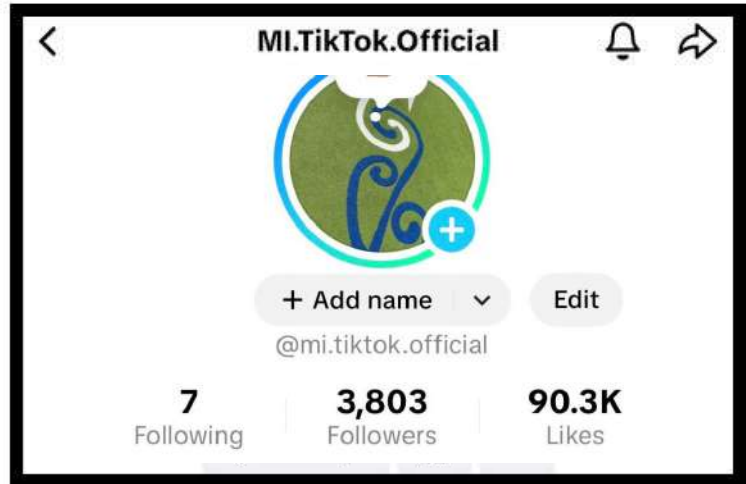 MI.TikTok.Official
+ Add name Edit
@mi.tiktok.official
7 3,803 90.3K
Following Followers Likes